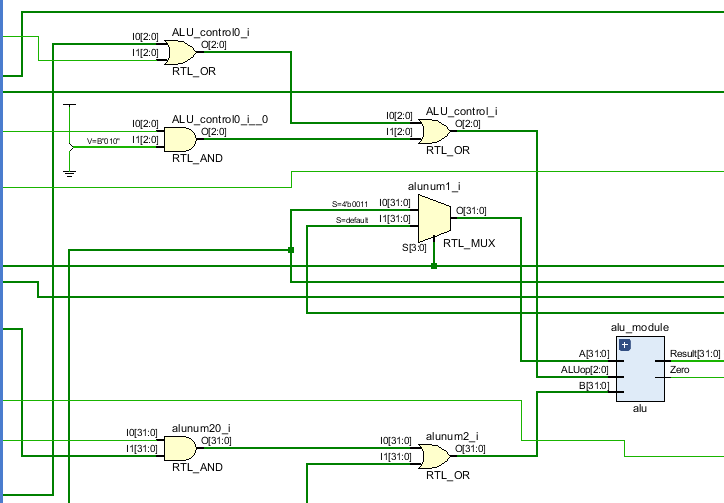 ALU_control0_i
I0[2:0]
O[2:0]
I1[2:0]
RTL_OR
ALU_control0_i__0
I0[2:0]
O[2:0]
V=B"010"
I1[2:0]
RTL_AND
ALU_control_i
I0[2:0]
O[2:0]
I1[2:0]
RTL_OR
alunum1_i
S=4'b0011
I0[31:0]
O[31:0]
S=default
I1[31:0]
S[3:0]
RTL_MUX
alu_module
A[31:0]
Result[31:0]
ALUop[2:0]
Zero
B[31:0]
alu
alunum20_i
I0[31:0]
O[31:0]
I1[31:0]
RTL_AND
alunum2_i
I0[31:0]
O[31:0]
I1[31:0]
RTL_OR